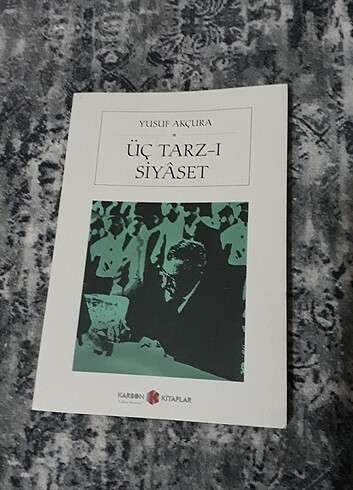 YUSUF AKÇURA
ÜÇ TARZ-I
SİYÂSET
KARBON KİTAPLAR